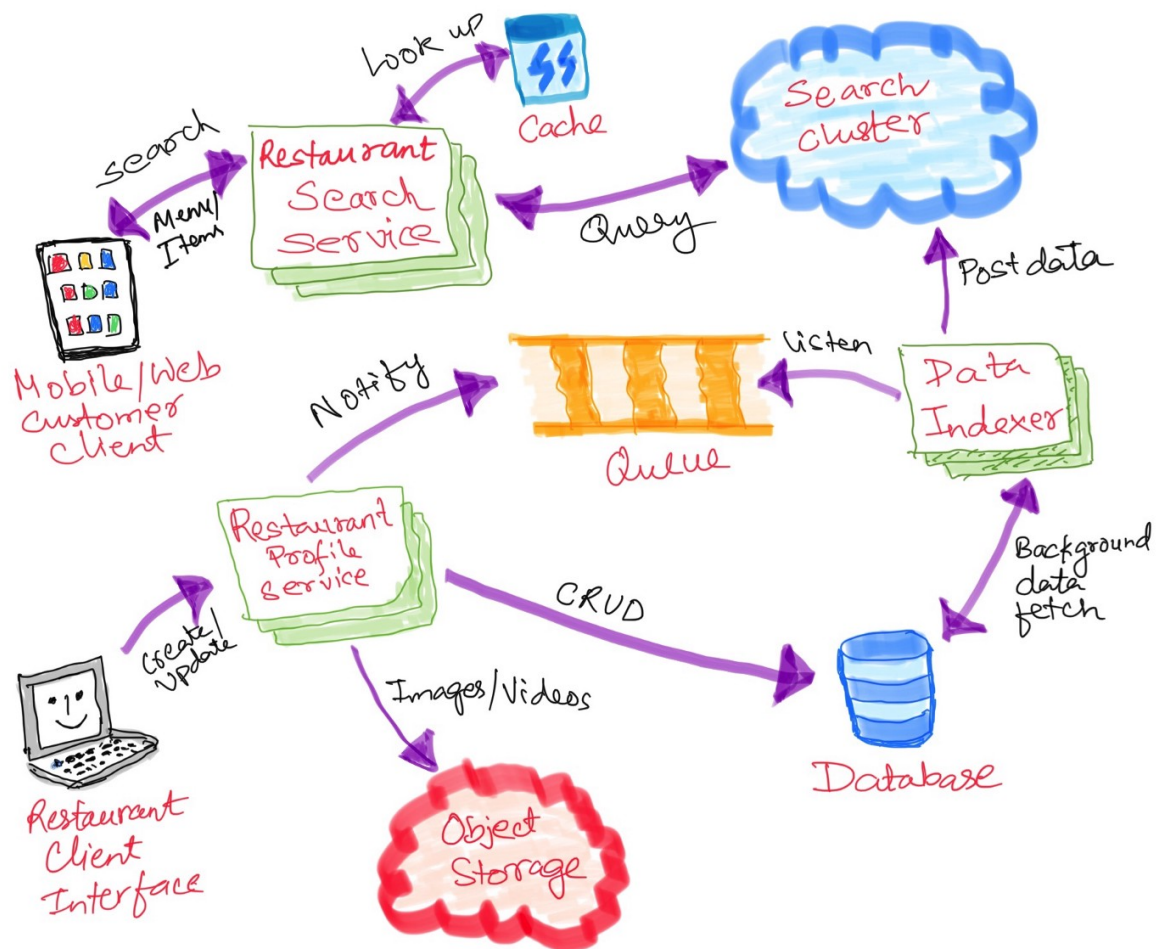 Look up
Cache
Search
Cluster
search
Menu/
Items
Restaurant
Search
Service
Query
Post data
Mobile/Web
Customer
Client
Notify
Queue
listen
Data
Indexer
Restaurant
Profile
Service
Create/
Update
CRUD
Background
data
fetch
Images/Videos
Database
Restaurant
Client
Interface
Object
Storage